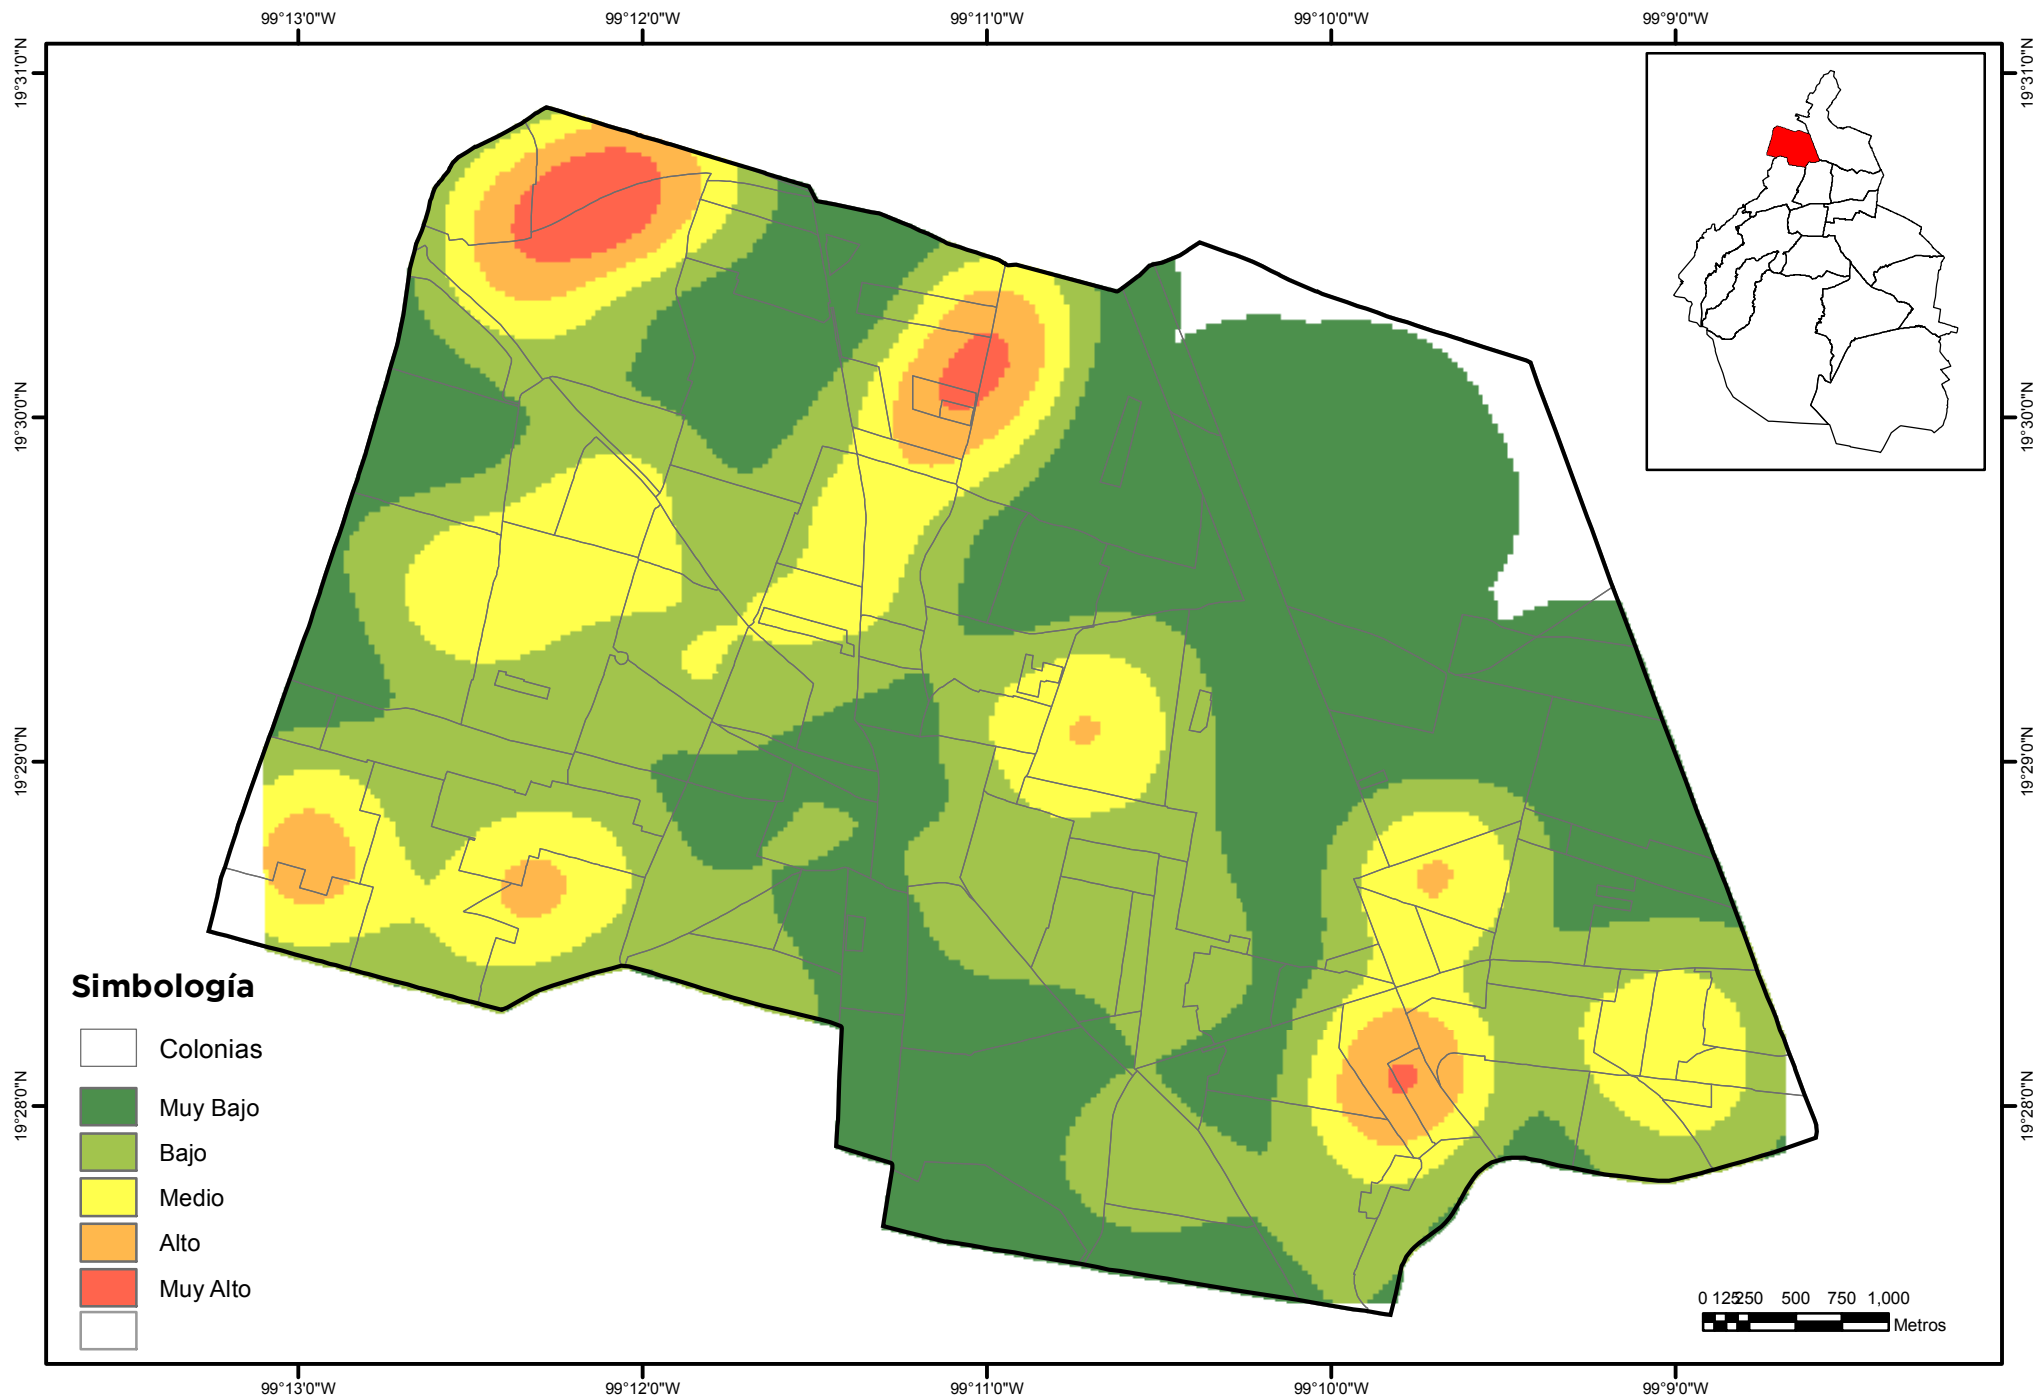 99°13'0"W 99°12'0"W 99°11'0"W 99°10'0"W 99°9'0"W
19°31'0"N 19°31'0"N
19°30'0"N 19°30'0"N
19°29'0"N 19°29'0"N
19°28'0"N 19°28'0"N
Simbología
Colonias
Muy Bajo
Bajo
Medio
Alto
Muy Alto
0 125250 500 750 1,000
Metros
99°13'0"W 99°12'0"W 99°11'0"W 99°10'0"W 99°9'0"W